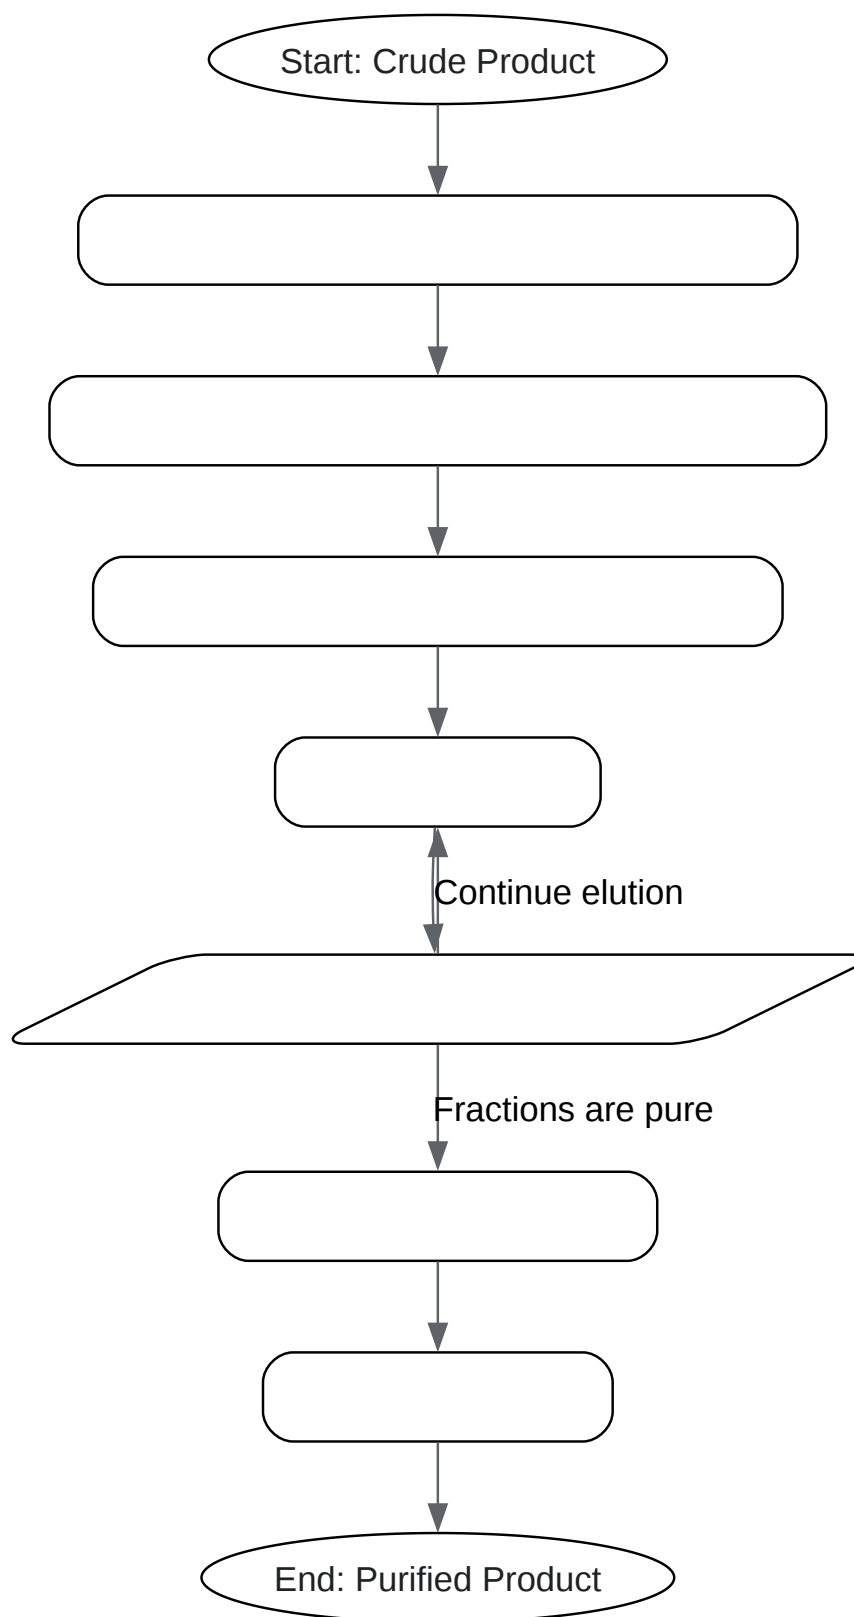 Start: Crude Product
Continue elution
Fractions are pure
End: Purified Product